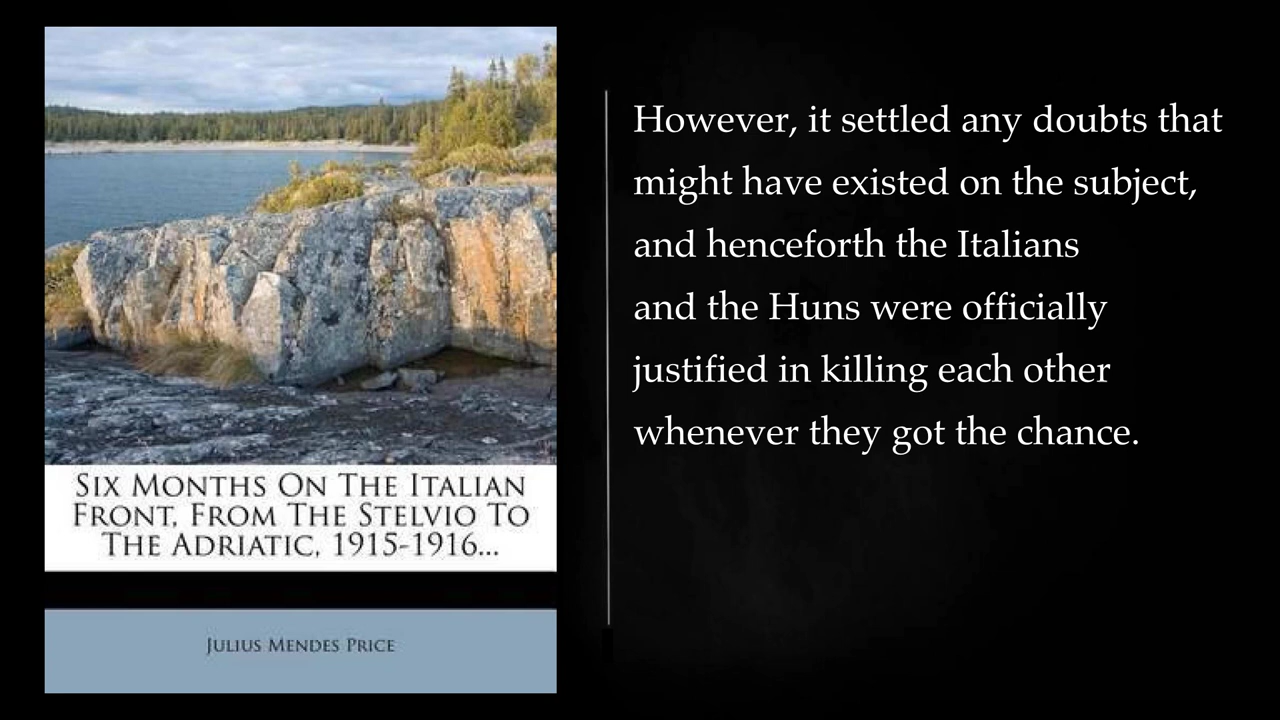 However, it settled any doubts that
might have existed on the subject,
and henceforth the Italians
and the Huns were officially
justified in killing each other
whenever they got the chance.
Six Months On The Italian
Front, From The Stelvio To
The Adriatic, 1915-1916...
Julius Mendes Price